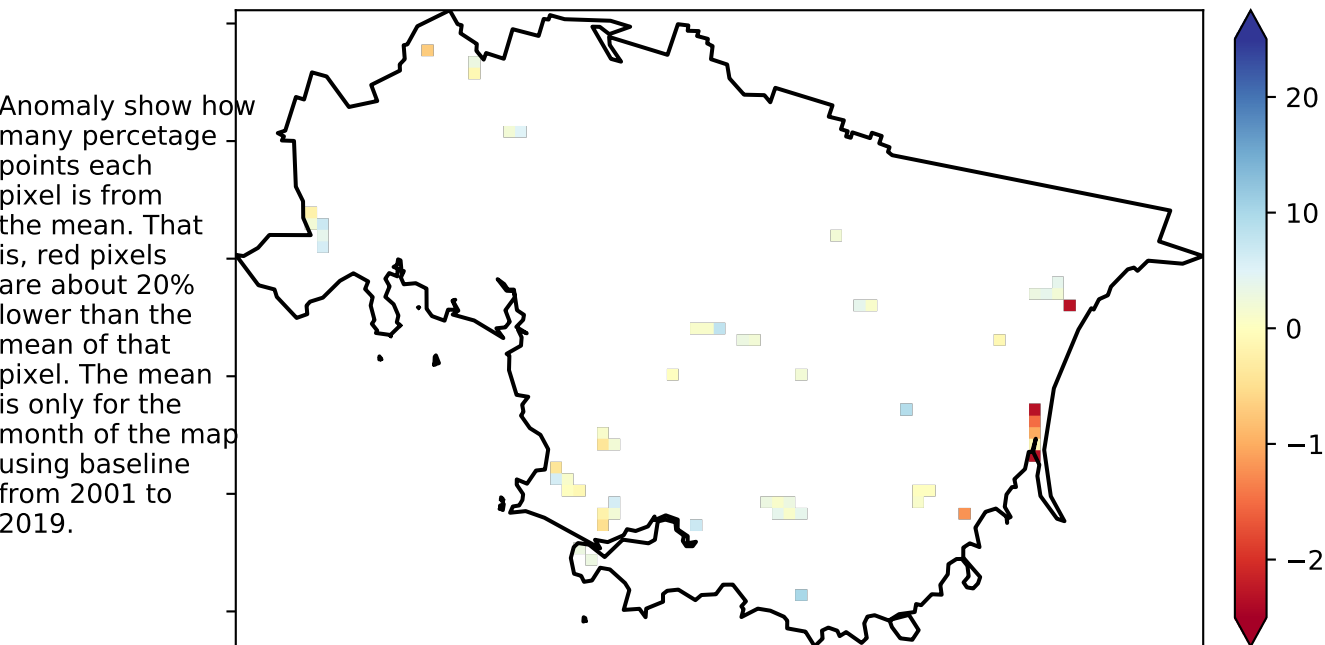 Anomaly show how
many percetage
points each
pixel is from
the mean. That
is, red pixels
are about 20%
lower than the
mean of that
pixel. The mean
is only for the
month of the map
using baseline
from 2001 to
2019.
20
10
0
−1
−2